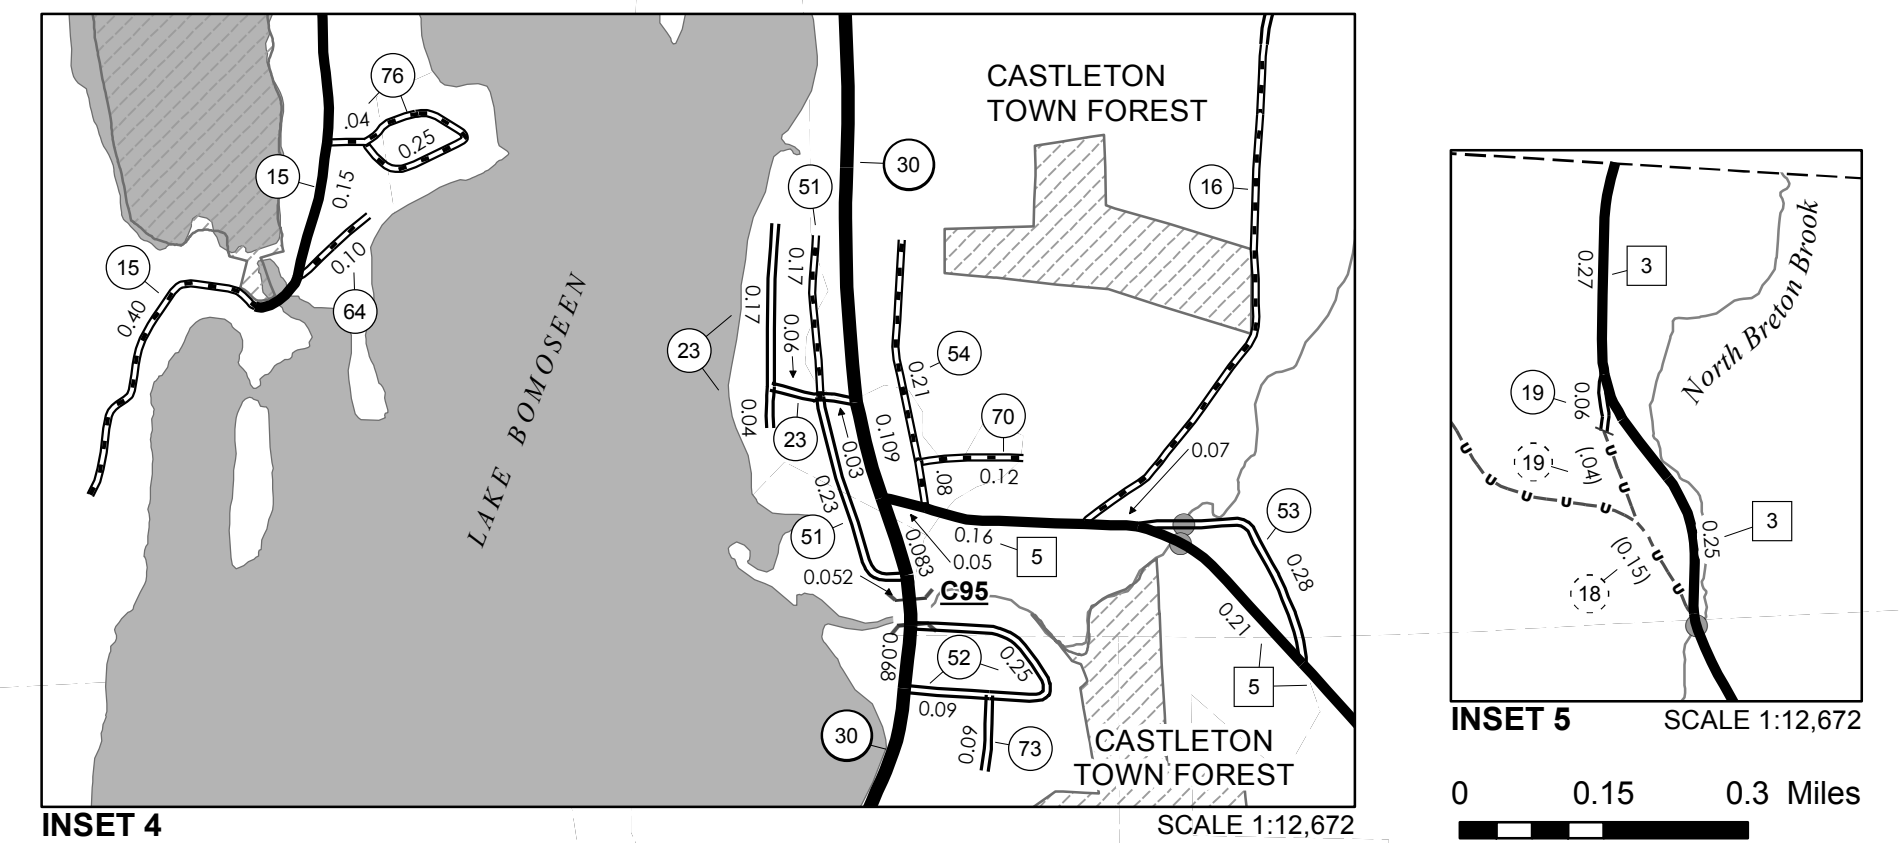 76
.04
0.25
15
0.15
0.10
15
0.40
64
LAKE BOMOSEEN
CASTLETON
TOWN FOREST
30
51
16
0.17
0.17
0.06
23
0.04
23
0.03
0.109
54
0.21
70
0.12
.08
0.07
0.23
51
0.083
0.16
0.05
5
53
0.28
0.052
C95
0.21
5
0.068
52
0.25
0.09
0.09
73
30
CASTLETON
TOWN FOREST
INSET 4
SCALE 1:12,672
0.27
3
North Breton Brook
19
0.06
19
(.04)
0.25
3
(0.15)
18
U
U
U
U
U
U
U
U
U
INSET 5
SCALE 1:12,672
0 0.15 0.3 Miles